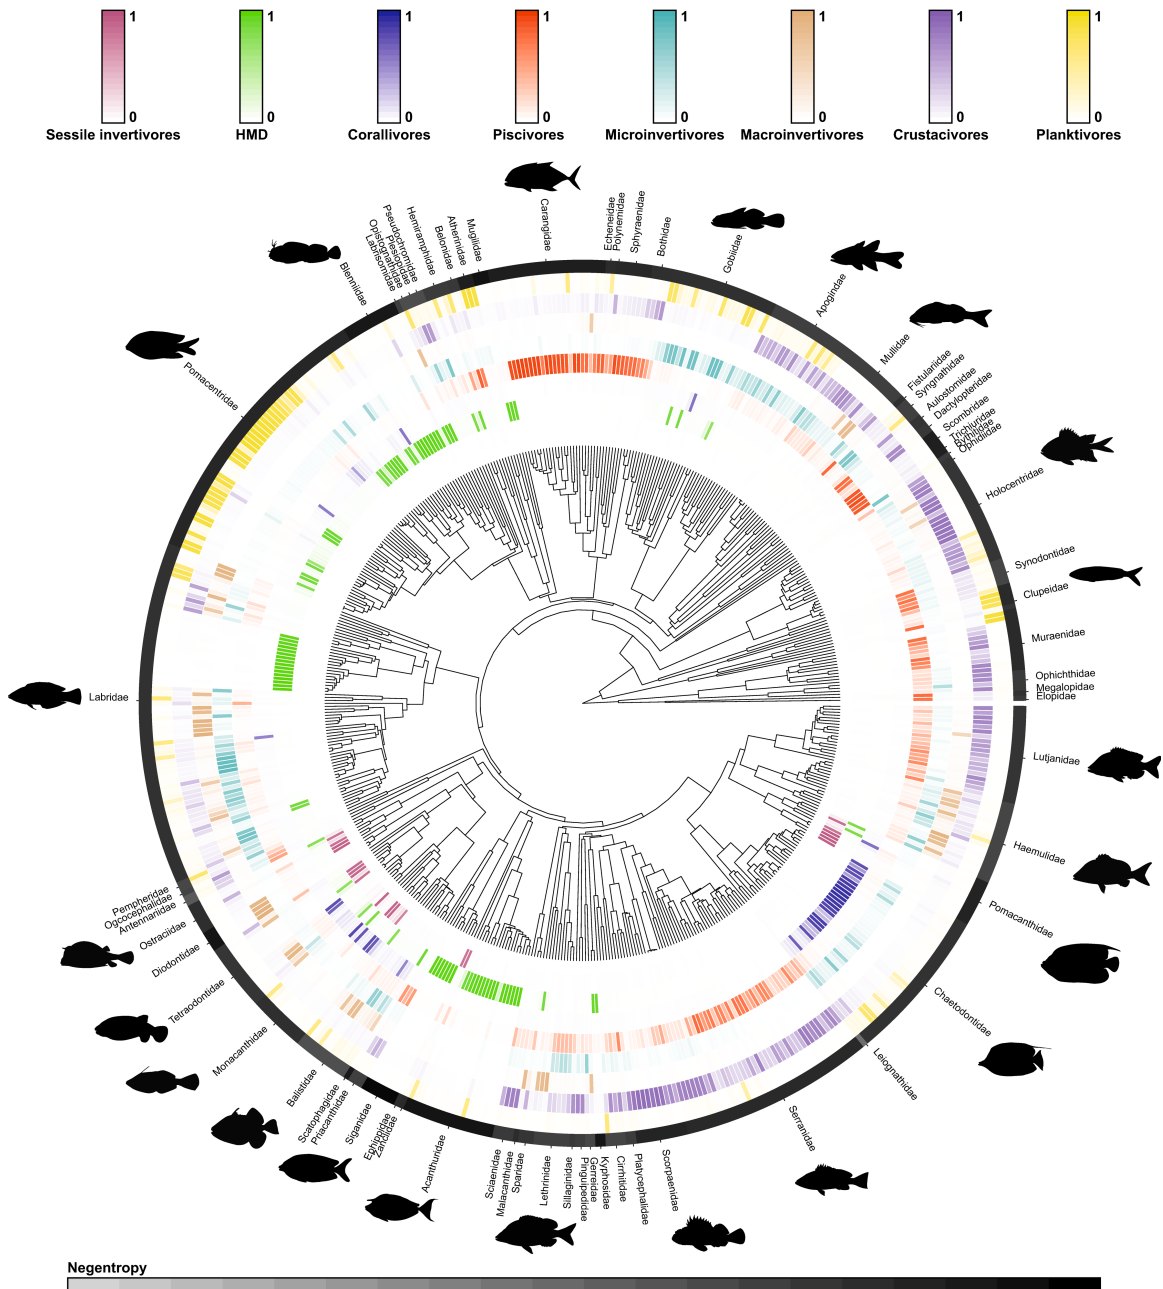 1 1 1 1 1 1 1 1
0 0 0 0 0 0 0 0
Sessile invertivores HMD Corallivores Piscivores Microinvertivores Macroinvertivores Crustacivores Planktivores
Carangidae
Echeneidae
Polynemidae
Sphyraenidae
Bothidae
Gobiidae
Apogindae
Mullidae
Fistulariidae
Syngnathidae
Aulostomidae
Dactylopteridae
Scombridae
Trichiuridae
Bythitidae
Ophidiidae
Holocentridae
Synodontidae
Clupeidae
Muraenidae
Ophichthidae
Megalopidae
Elopidae
Lutjanidae
Haemulidae
Pomacanthidae
Chaetodontidae
Leiognathidae
Serranidae
Scorpaenidae
Platycephalidae
Cirrhitidae
Kyphosidae
Gerreidae
Pinguipedidae
Sillaginidae
Lethrinidae
Sparidae
Malacanthidae
Sciaenidae
Acanthuridae
Zanclidae
Ephippidae
Siganidae
Priacanthidae
Scatophagidae
Balistidae
Monacanthidae
Tetraodontidae
Diodontidae
Ostraciidae
Antennariidae
Ogcocephalidae
Pempheridae
Labridae
Pomacentridae
Blenniidae
Labrisomidae
Opistognathidae
Plesiopidae
Pseudochromidae
Hemiramphidae
Belonidae
Atherinidae
Mugilidae
Negentropy